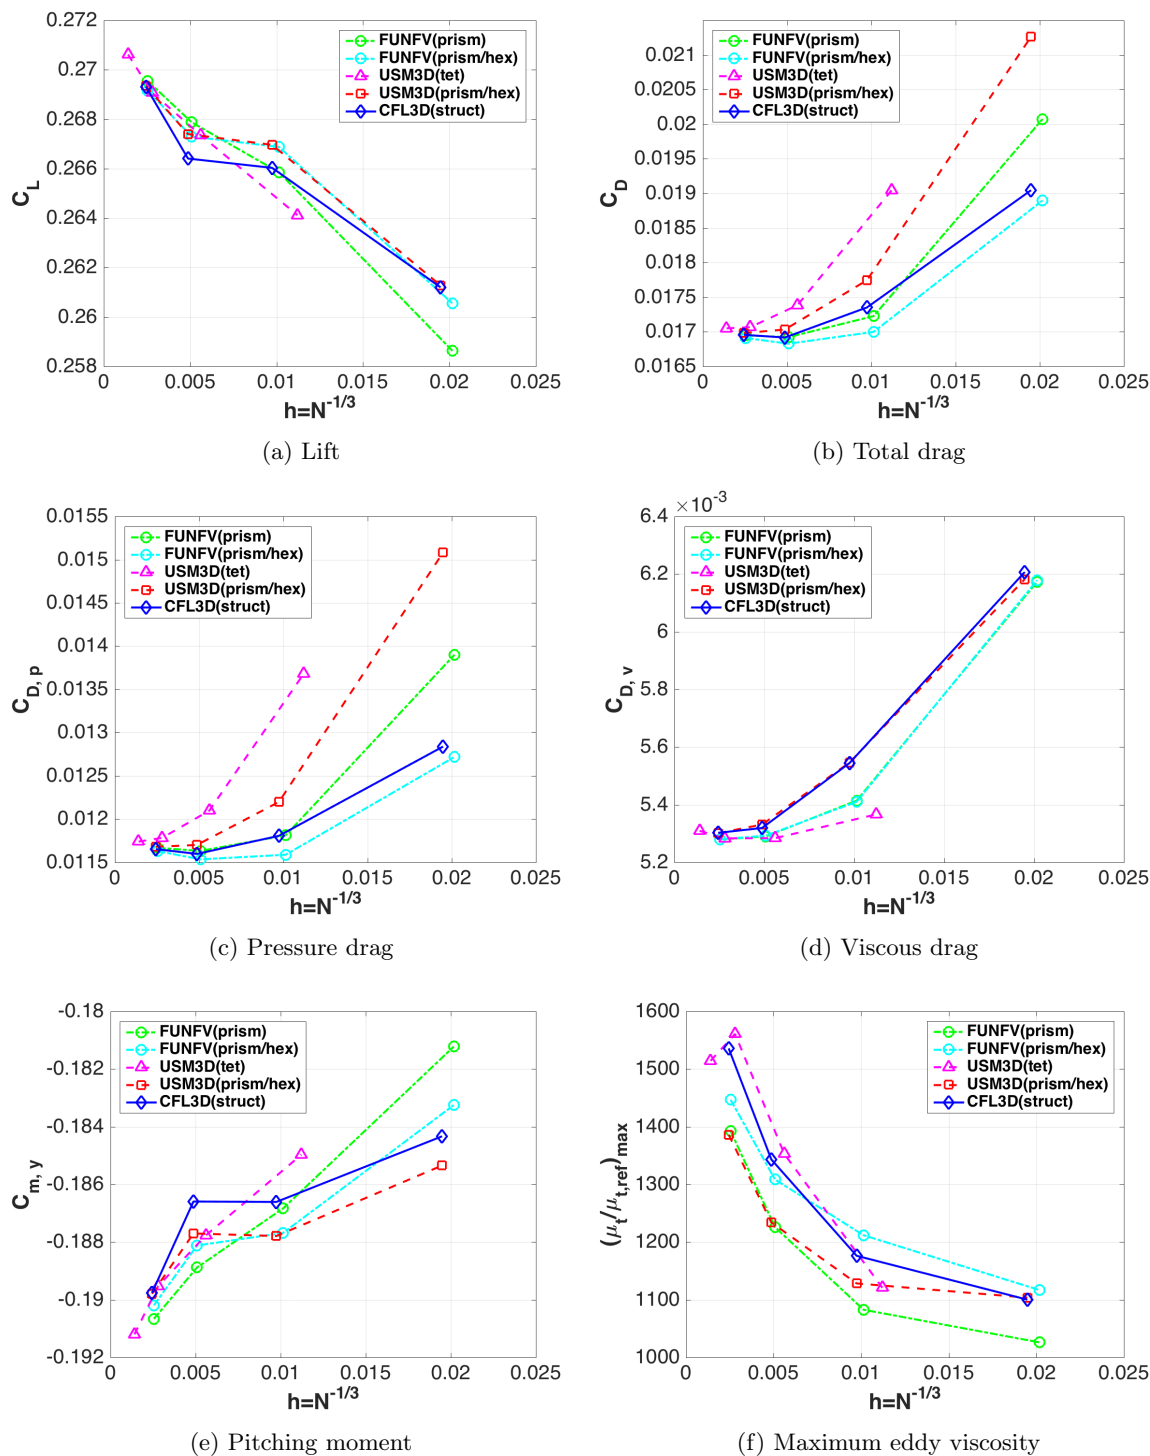 0.272
0.27
0.268
0.266
0.264
0.262
0.26
0.258
C_L
0 0.005 0.01 0.015 0.02 0.025
h=N^-1/3
FUNFV(prism)
FUNFV(prism/hex)
USM3D(tet)
USM3D(prism/hex)
CFL3D(struct)
(a) Lift
0.021
0.0205
0.02
0.0195
0.019
0.0185
0.018
0.0175
0.017
0.0165
C_D
0 0.005 0.01 0.015 0.02 0.025
h=N^-1/3
FUNFV(prism)
FUNFV(prism/hex)
USM3D(tet)
USM3D(prism/hex)
CFL3D(struct)
(b) Total drag
0.0155
0.015
0.0145
0.014
0.0135
0.013
0.0125
0.012
0.0115
C_D, p
0 0.005 0.01 0.015 0.02 0.025
h=N^-1/3
FUNFV(prism)
FUNFV(prism/hex)
USM3D(tet)
USM3D(prism/hex)
CFL3D(struct)
(c) Pressure drag
×10^-3
6.4
6.2
6
5.8
5.6
5.4
5.2
C_D, v
0 0.005 0.01 0.015 0.02 0.025
h=N^-1/3
FUNFV(prism)
FUNFV(prism/hex)
USM3D(tet)
USM3D(prism/hex)
CFL3D(struct)
(d) Viscous drag
-0.18
-0.182
-0.184
-0.186
-0.188
-0.19
-0.192
C_m, y
0 0.005 0.01 0.015 0.02 0.025
h=N^-1/3
FUNFV(prism)
FUNFV(prism/hex)
USM3D(tet)
USM3D(prism/hex)
CFL3D(struct)
(e) Pitching moment
1600
1500
1400
1300
1200
1100
1000
(μ_t/μ_t,ref)_max
0 0.005 0.01 0.015 0.02 0.025
h=N^-1/3
FUNFV(prism)
FUNFV(prism/hex)
USM3D(tet)
USM3D(prism/hex)
CFL3D(struct)
(f) Maximum eddy viscosity